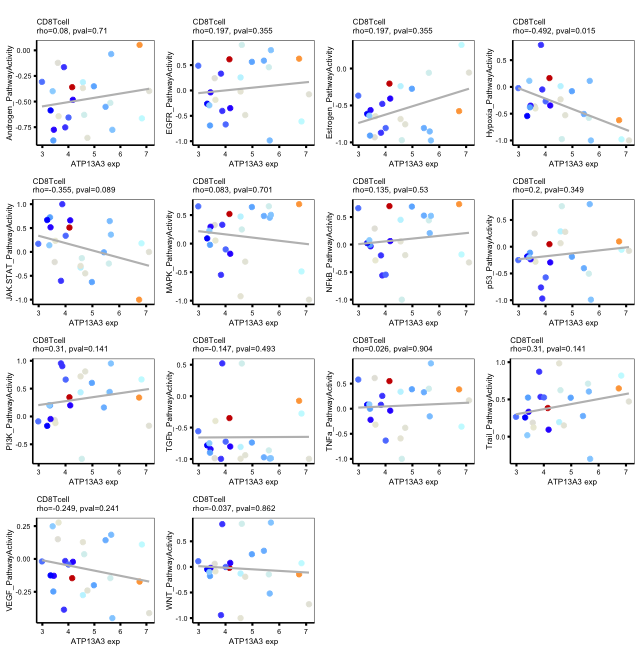 CD8Tcell
rho=0.08, pval=0.71
Androgen_PathwayActivity
0.00
-0.25
-0.50
-0.75
3 4 5 6 7
ATP13A3 exp
CD8Tcell
rho=0.197, pval=0.355
EGFR_PathwayActivity
0.5
0.0
-0.5
-1.0
3 4 5 6 7
ATP13A3 exp
CD8Tcell
rho=0.197, pval=0.355
Estrogen_PathwayActivity
0.0
-0.5
-1.0
3 4 5 6 7
ATP13A3 exp
CD8Tcell
rho=-0.492, pval=0.015
Hypoxia_PathwayActivity
0.5
0.0
-0.5
-1.0
3 4 5 6 7
ATP13A3 exp
CD8Tcell
rho=-0.355, pval=0.089
JAK.STAT_PathwayActivity
1.0
0.5
0.0
-0.5
-1.0
3 4 5 6 7
ATP13A3 exp
CD8Tcell
rho=0.083, pval=0.701
MAPK_PathwayActivity
0.5
0.0
-0.5
-1.0
3 4 5 6 7
ATP13A3 exp
CD8Tcell
rho=0.135, pval=0.53
NFkB_PathwayActivity
0.5
0.0
-0.5
-1.0
3 4 5 6 7
ATP13A3 exp
CD8Tcell
rho=0.2, pval=0.349
p53_PathwayActivity
0.5
0.0
-0.5
-1.0
3 4 5 6 7
ATP13A3 exp
CD8Tcell
rho=0.31, pval=0.141
PI3K_PathwayActivity
1.0
0.5
0.0
-0.5
3 4 5 6 7
ATP13A3 exp
CD8Tcell
rho=-0.147, pval=0.493
TGFb_PathwayActivity
0.5
0.0
-0.5
-1.0
3 4 5 6 7
ATP13A3 exp
CD8Tcell
rho=0.026, pval=0.904
TNFa_PathwayActivity
0.5
0.0
-0.5
-1.0
3 4 5 6 7
ATP13A3 exp
CD8Tcell
rho=0.31, pval=0.141
Trail_PathwayActivity
1.0
0.5
0.0
3 4 5 6 7
ATP13A3 exp
CD8Tcell
rho=-0.249, pval=0.241
VEGF_PathwayActivity
0.25
0.00
-0.25
3 4 5 6 7
ATP13A3 exp
CD8Tcell
rho=-0.037, pval=0.862
WNT_PathwayActivity
0.5
0.0
-0.5
-1.0
3 4 5 6 7
ATP13A3 exp